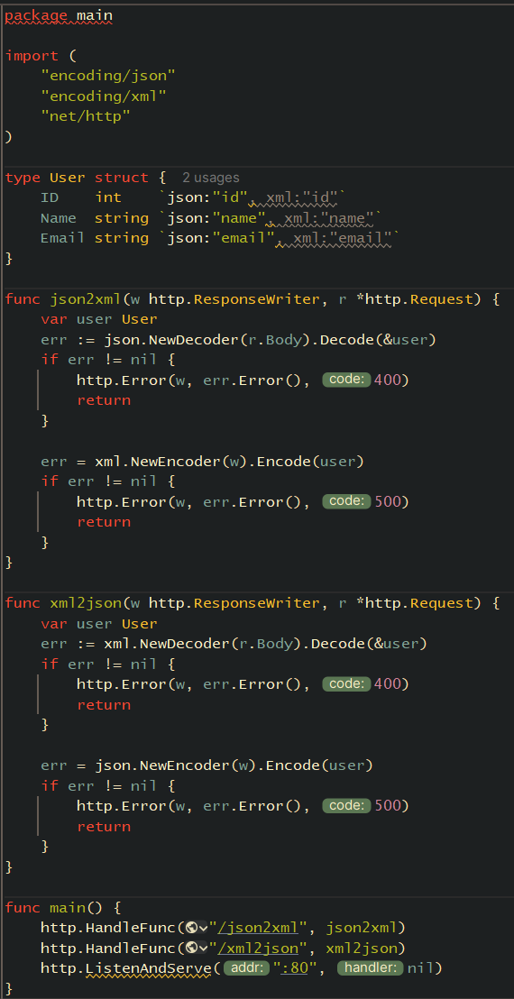 package main
import (
"encoding/json"
"encoding/xml"
"net/http"
)
type User struct { 2 usages
ID int `json:"id", xml:"id"`
Name string `json:"name", xml:"name"`
Email string `json:"email", xml:"email"`
}
func json2xml(w http.ResponseWriter, r *http.Request) {
var user User
err := json.NewDecoder(r.Body).Decode(&user)
if err != nil {
http.Error(w, err.Error(), code: 400)
return
}
err = xml.NewEncoder(w).Encode(user)
if err != nil {
http.Error(w, err.Error(), code: 500)
return
}
}
func xml2json(w http.ResponseWriter, r *http.Request) {
var user User
err := xml.NewDecoder(r.Body).Decode(&user)
if err != nil {
http.Error(w, err.Error(), code: 400)
return
}
err = json.NewEncoder(w).Encode(user)
if err != nil {
http.Error(w, err.Error(), code: 500)
return
}
}
func main() {
http.HandleFunc("/json2xml", json2xml)
http.HandleFunc("/xml2json", xml2json)
http.ListenAndServe( addr: ":80", handler: nil)
}